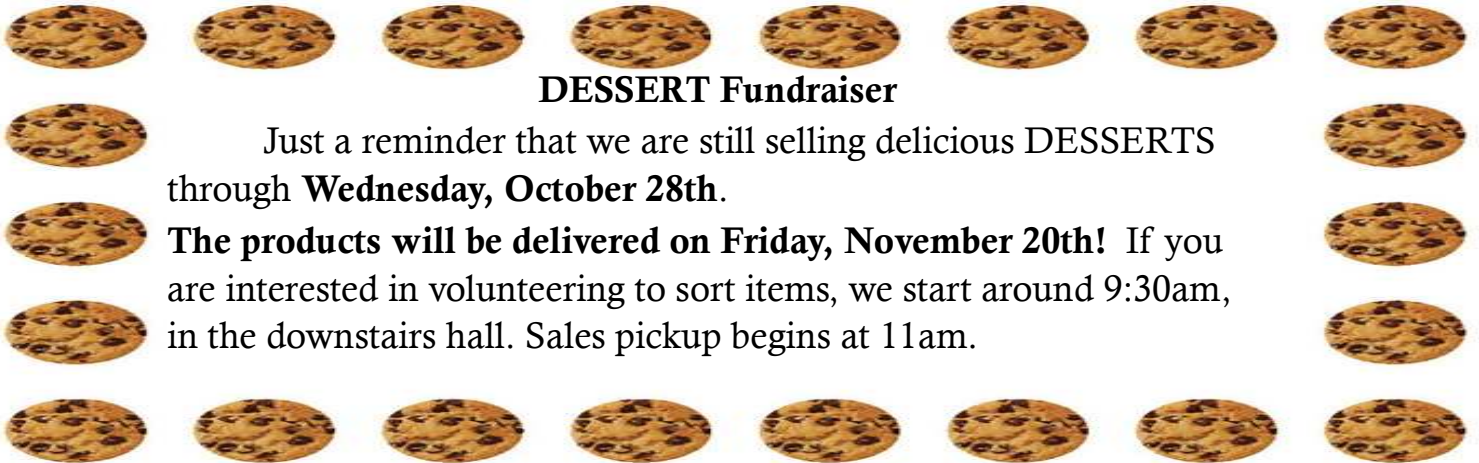 DESSERT Fundraiser
Just a reminder that we are still selling delicious DESSERTS
through Wednesday, October 28th.
The products will be delivered on Friday, November 20th! If you
are interested in volunteering to sort items, we start around 9:30am,
in the downstairs hall. Sales pickup begins at 11am.